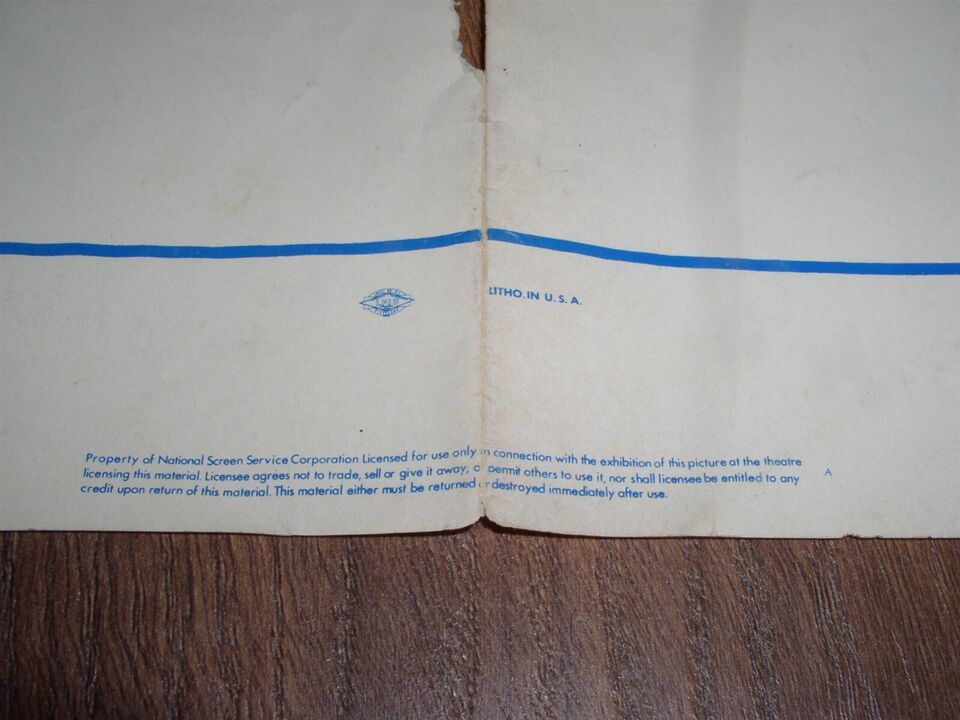 LITHO. IN U. S. A.
Property of National Screen Service Corporation Licensed for use only in connection with the exhibition of this picture at the theatre
licensing this material. Licensee agrees not to trade, sell or give it away, o permit others to use it, nor shall licensee be entitled to any
credit upon return of this material. This material either must be returned or destroyed immediately after use.
A